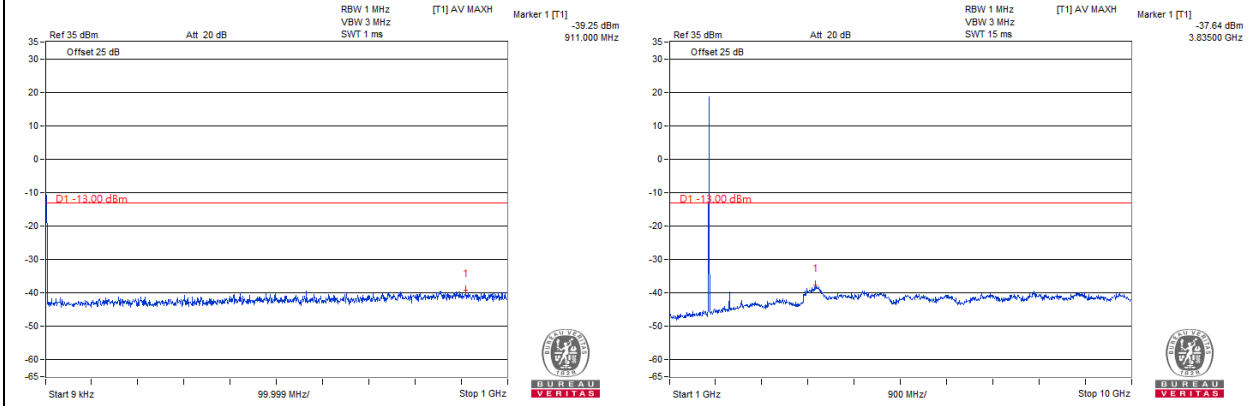 RBW 1 MHz [T1] AV MAXH Marker 1 [T1]
VBW 3 MHz -39.25 dBm
Ref 35 dBm Att 20 dB SWT 1 ms 911.000 MHz
35
Offset 25 dB
30
20
10
0
-10
D1 -13.00 dBm
-20
-30
1
-40
-50
-60
-65
Start 9 kHz 99.999 MHz/ Stop 1 GHz
BUREAU VERITAS
1828
BUREAU
VERITAS
RBW 1 MHz [T1] AV MAXH Marker 1 [T1]
VBW 3 MHz -37.64 dBm
Ref 35 dBm Att 20 dB SWT 15 ms 3.83500 GHz
35
Offset 25 dB
30
20
10
0
-10
D1 -13.00 dBm
-20
-30
1
-40
-50
-60
-65
Start 1 GHz 900 MHz/ Stop 10 GHz
BUREAU VERITAS
1828
BUREAU
VERITAS